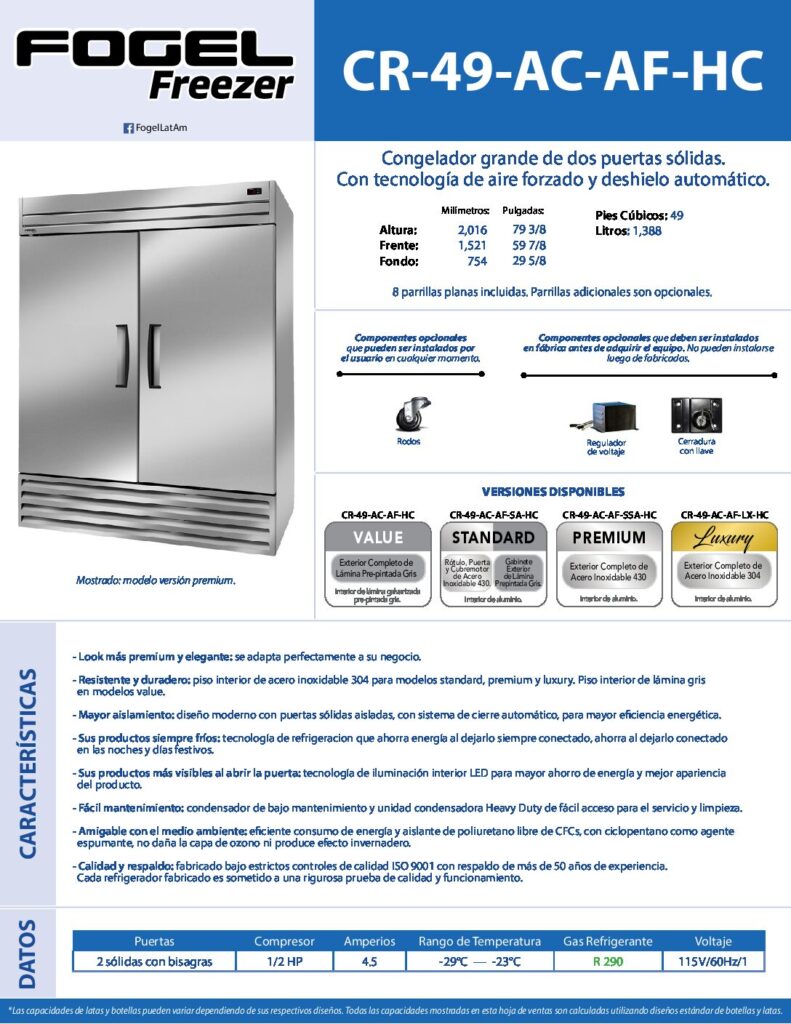 FOGEL
Freezer
FogelLatAm
CR-49-AC-AF-HC
Congelador grande de dos puertas sólidas.
Con tecnología de aire forzado y deshielo automático.
Milímetros: Pulgadas:
Altura: 2,016 79 3/8
Frente: 1,521 59 7/8
Fondo: 754 29 5/8
Pies Cúbicos: 49
Litros: 1,388
8 parrillas planas incluidas. Parrillas adicionales son opcionales.
Componentes opcionales
que pueden ser instalados por
el usuario en cualquier momento.
Rodos
Componentes opcionales que deben ser instalados
en fábrica antes de adquirir el equipo. No pueden instalarse
luego de fabricados.
Regulador
de voltaje
Cerradura
con llave
Mostrado: modelo versión premium.
VERSIONES DISPONIBLES
CR-49-AC-AF-HC
VALUE
Exterior Completo de
Lámina Pre-pintada Gris
Interior de lámina galvanizada
pre-pintada gris.
CR-49-AC-AF-SA-HC
STANDARD
Rótulo, Puerta
y Cubremotor
de Acero
Inoxidable 430.
Gabinete
Exterior
de Lámina
Prepintada Gris.
Interior de aluminio.
CR-49-AC-AF-SSA-HC
PREMIUM
Exterior Completo de
Acero Inoxidable 430
Interior de aluminio.
CR-49-AC-AF-LX-HC
Luxury
Exterior Completo de
Acero Inoxidable 304
Interior de aluminio.
CARACTERÍSTICAS
- Look más premium y elegante: se adapta perfectamente a su negocio.
- Resistente y duradero: piso interior de acero inoxidable 304 para modelos standard, premium y luxury. Piso interior de lámina gris
en modelos value.
- Mayor aislamiento: diseño moderno con puertas sólidas aisladas, con sistema de cierre automático, para mayor eficiencia energética.
- Sus productos siempre fríos: tecnología de refrigeracion que ahorra energía al dejarlo siempre conectado, ahorra al dejarlo conectado
en las noches y días festivos.
- Sus productos más visibles al abrir la puerta: tecnología de iluminación interior LED para mayor ahorro de energía y mejor apariencia
del producto.
- Fácil mantenimiento: condensador de bajo mantenimiento y unidad condensadora Heavy Duty de fácil acceso para el servicio y limpieza.
- Amigable con el medio ambiente: eficiente consumo de energía y aislante de poliuretano libre de CFCs, con ciclopentano como agente
espumante, no daña la capa de ozono ni produce efecto invernadero.
- Calidad y respaldo: fabricado bajo estrictos controles de calidad ISO 9001 con respaldo de más de 50 años de experiencia.
Cada refrigerador fabricado es sometido a una rigurosa prueba de calidad y funcionamiento.
DATOS
Puertas Compresor Amperios Rango de Temperatura Gas Refrigerante Voltaje
2 sólidas con bisagras 1/2 HP 4.5 -29°C — -23°C R 290 115V/60Hz/1
*Las capacidades de latas y botellas pueden variar dependiendo de sus respectivos diseños. Todas las capacidades mostradas en esta hoja de ventas son calculadas utilizando diseños estándar de botellas y latas.